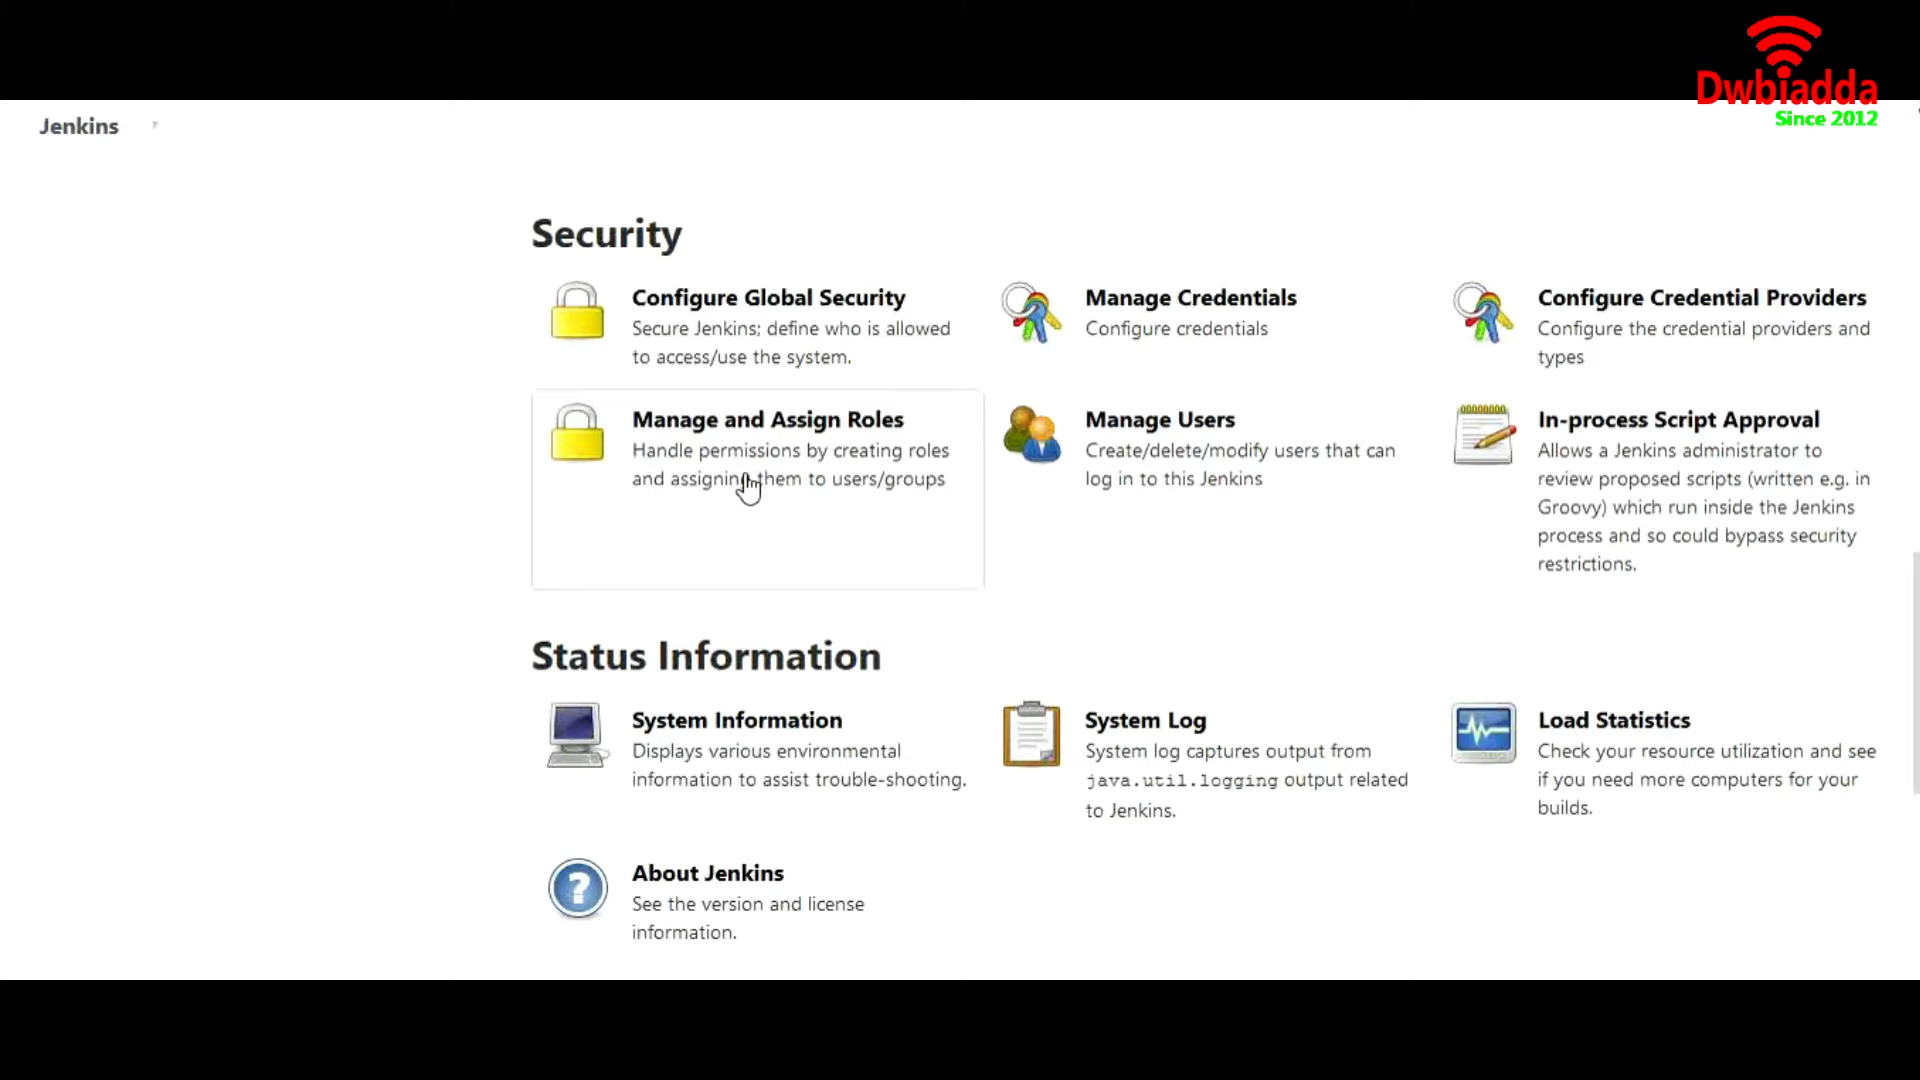 Dwbiadda
Since 2012
Jenkins
Security
Configure Global Security
Secure Jenkins; define who is allowed
to access/use the system.
Manage Credentials
Configure credentials
Configure Credential Providers
Configure the credential providers and
types
Manage and Assign Roles
Handle permissions by creating roles
and assigning them to users/groups
Manage Users
Create/delete/modify users that can
log in to this Jenkins
In-process Script Approval
Allows a Jenkins administrator to
review proposed scripts (written e.g. in
Groovy) which run inside the Jenkins
process and so could bypass security
restrictions.
Status Information
System Information
Displays various environmental
information to assist trouble-shooting.
System Log
System log captures output from
java.util.logging output related
to Jenkins.
Load Statistics
Check your resource utilization and see
if you need more computers for your
builds.
About Jenkins
See the version and license
information.